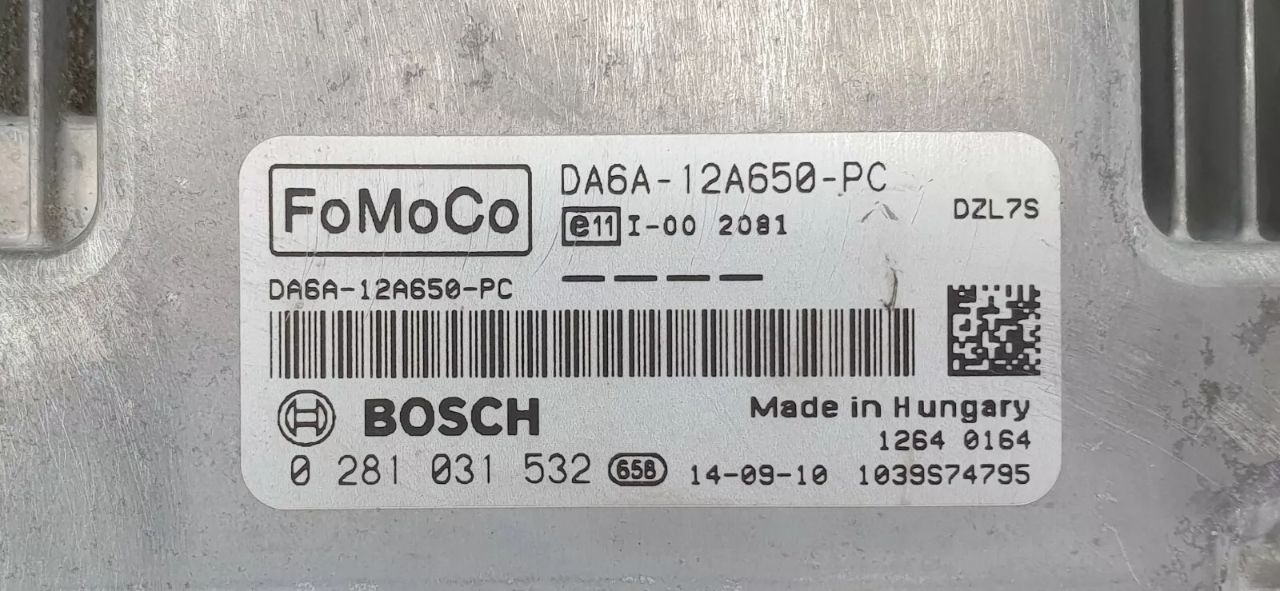 FoMoCo
DA6A-12A650-PC
e11 I-00 2081
DZL7S
DA6A-12A650-PC
BOSCH
Made in Hungary
1264 0164
0 281 031 532 658 14-09-10 1039S74795